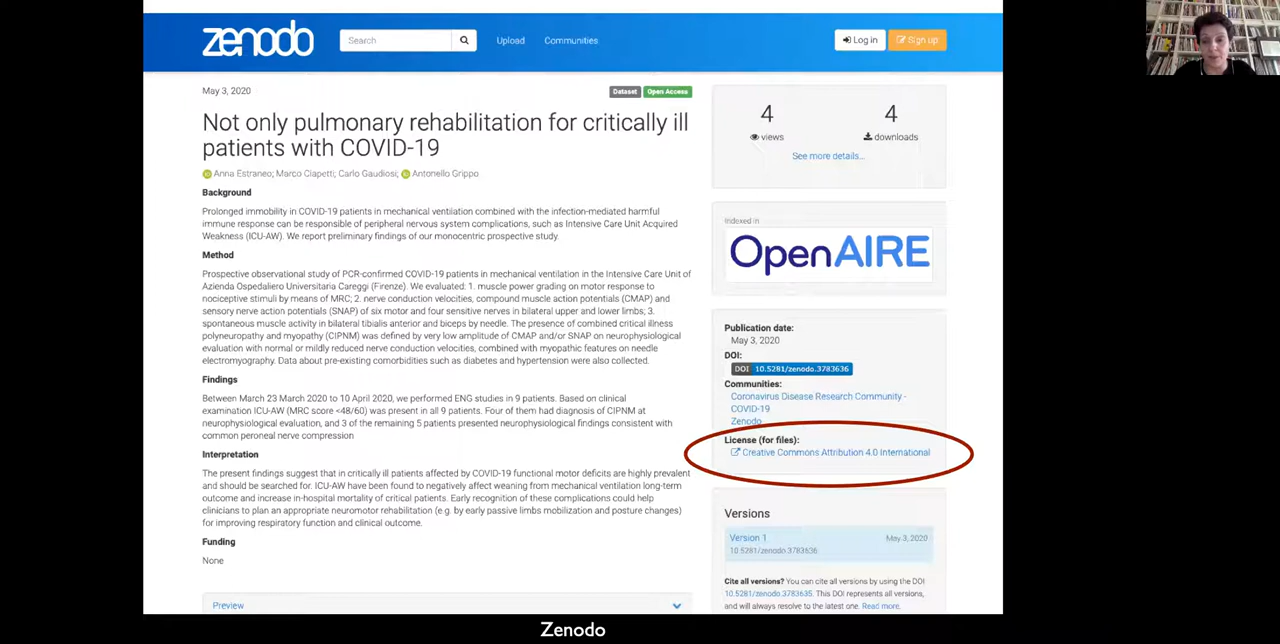 zenodo
Search
Upload
Communities
Log in
Sign up
May 3, 2020
Dataset
Open Access
Not only pulmonary rehabilitation for critically ill
patients with COVID-19
Anna Estraneo; Marco Ciapetti; Carlo Gaudiosi; Antonello Grippo
Background
Prolonged immobility in COVID-19 patients in mechanical ventilation combined with the infection-mediated harmful
immune response can be responsible of peripheral nervous system complications, such as Intensive Care Unit Acquired
Weakness (ICU-AW). We report preliminary findings of our monocentric prospective study.
Method
Prospective observational study of PCR-confirmed COVID-19 patients in mechanical ventilation in the Intensive Care Unit of
Azienda Ospedaliero Universitaria Careggi (Firenze). We evaluated: 1. muscle power grading on motor response to
nociceptive stimuli by means of MRC; 2. nerve conduction velocities, compound muscle action potentials (CMAP) and
sensory nerve action potentials (SNAP) of six motor and four sensitive nerves in bilateral upper and lower limbs; 3.
spontaneous muscle activity in bilateral tibialis anterior and biceps by needle. The presence of combined critical illness
polyneuropathy and myopathy (CIPNM) was defined by very low amplitude of CMAP and/or SNAP on neurophysiological
evaluation with normal or mildly reduced nerve conduction velocities, combined with myopathic features on needle
electromyography. Data about pre-existing comorbidities such as diabetes and hypertension were also collected.
Findings
Between March 23 March 2020 to 10 April 2020, we performed ENG studies in 9 patients. Based on clinical
examination ICU-AW (MRC score <48/60) was present in all 9 patients. Four of them had diagnosis of CIPNM at
neurophysiological evaluation, and 3 of the remaining 5 patients presented neurophysiological findings consistent with
common peroneal nerve compression
Interpretation
The present findings suggest that in critically ill patients affected by COVID-19 functional motor deficits are highly prevalent
and should be searched for. ICU-AW have been found to negatively affect weaning from mechanical ventilation long-term
outcome and increase in-hospital mortality of critical patients. Early recognition of these complications could help
clinicians to plan an appropriate neuromotor rehabilitation (e.g. by early passive limbs mobilization and posture changes)
for improving respiratory function and clinical outcome.
Funding
None
Preview
4
views
4
downloads
See more details...
Indexed in
OpenAIRE
Publication date:
May 3, 2020
DOI:
DOI 10.5281/zenodo.3783636
Communities:
Coronavirus Disease Research Community -
COVID-19
Zenodo
License (for files):
Creative Commons Attribution 4.0 International
Versions
Version 1
May 3, 2020
10.5281/zenodo.3783636
Cite all versions? You can cite all versions by using the DOI
10.5281/zenodo.3783635. This DOI represents all versions,
and will always resolve to the latest one. Read more.
Zenodo